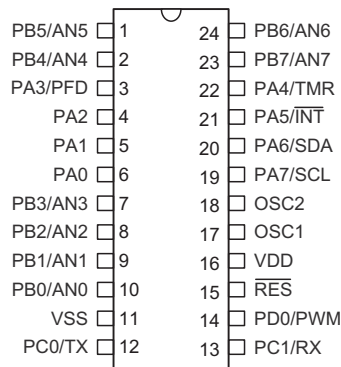 PB5/AN5 1 24 PB6/AN6
PB4/AN4 2 23 PB7/AN7
PA3/PFD 3 22 PA4/TMR
PA2 4 21 PA5/I̅N̅T̅
PA1 5 20 PA6/SDA
PA0 6 19 PA7/SCL
PB3/AN3 7 18 OSC2
PB2/AN2 8 17 OSC1
PB1/AN1 9 16 VDD
PB0/AN0 10 15 R̅E̅S̅
VSS 11 14 PD0/PWM
PC0/TX 12 13 PC1/RX